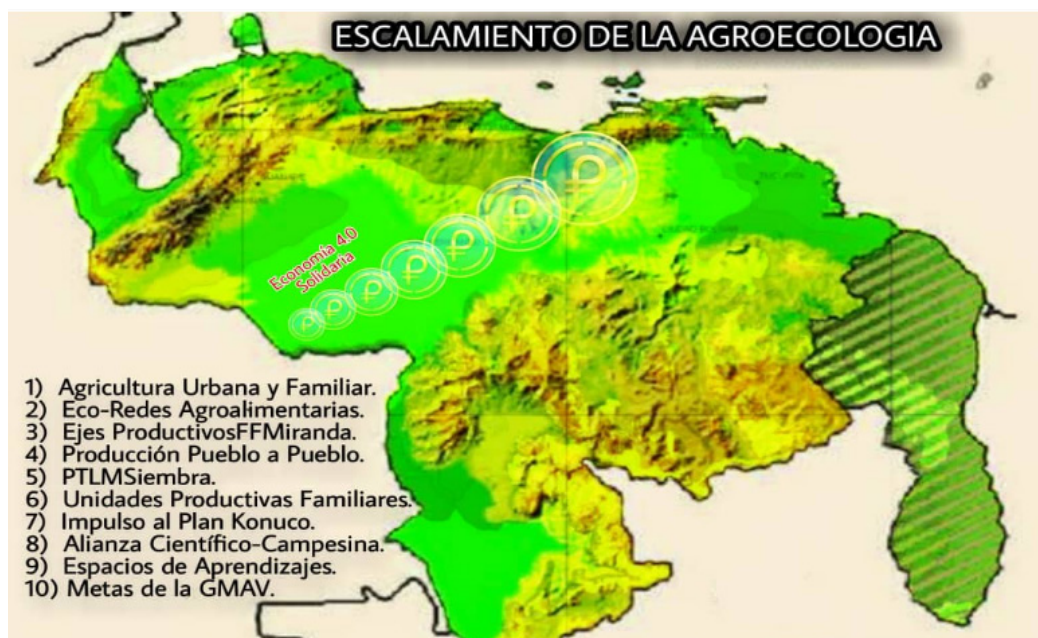 ESCALAMIENTO DE LA AGROECOLOGIA
Economía 4.0
Solidaria
1) Agricultura Urbana y Familiar.
2) Eco-Redes Agroalimentarias.
3) Ejes ProductivosFFMiranda.
4) Producción Pueblo a Pueblo.
5) PTLMSiembra.
6) Unidades Productivas Familiares.
7) Impulso al Plan Konuco.
8) Alianza Científico-Campesina.
9) Espacios de Aprendizajes.
10) Metas de la GMAV.